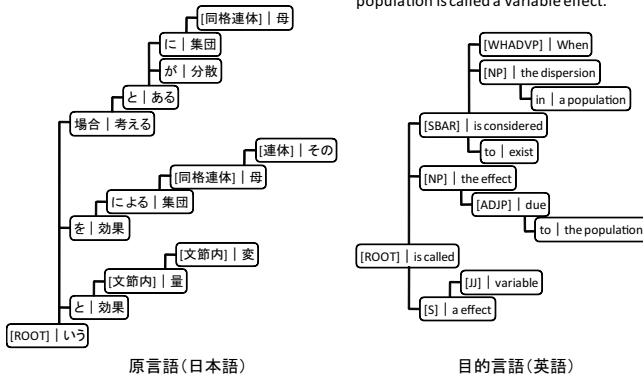 population is called a variable effect.
[同格連体] | 母
に | 集団
が | 分散
と | ある
場合 | 考える
[連体] | その
[同格連体] | 母
による | 集団
を | 効果
[文節内] | 変
[文節内] | 量
と | 効果
[ROOT] | いう
原言語(日本語)
[WHADVP] | When
[NP] | the dispersion
in | a population
[SBAR] | is considered
to | exist
[NP] | the effect
[ADJP] | due
to | the population
[ROOT] | is called
[JJ] | variable
[S] | a effect
目的言語(英語)